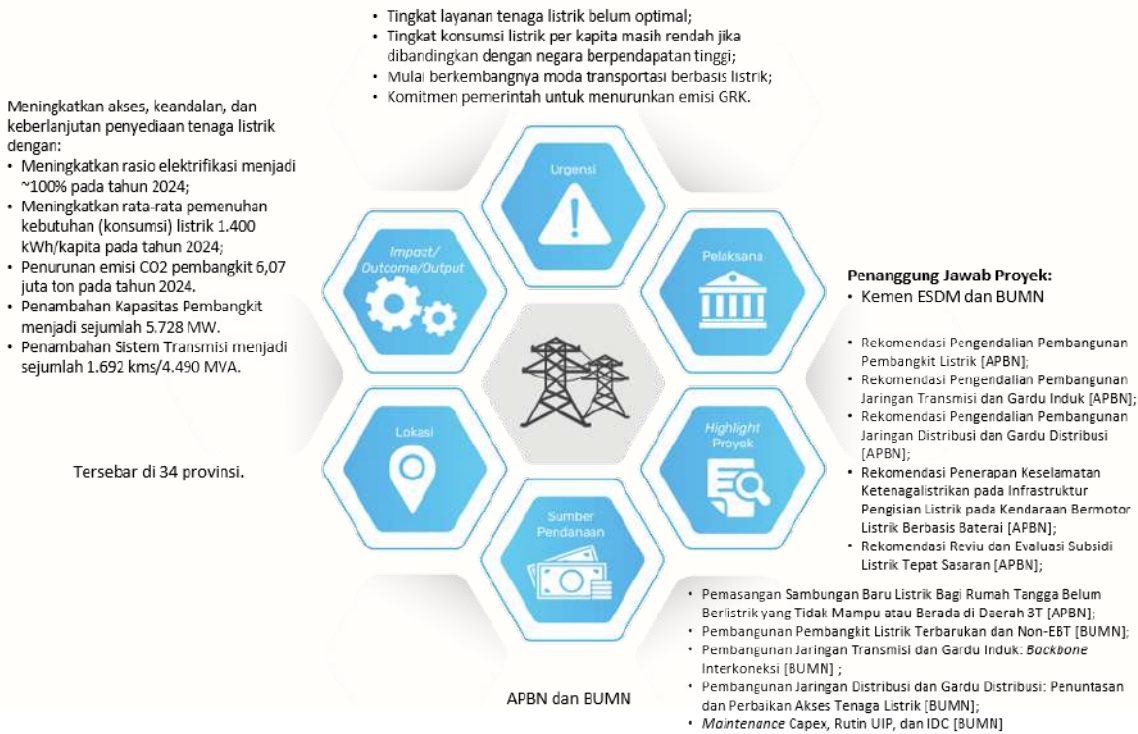 • Tingkat layanan tenaga listrik belum optimal;
• Tingkat konsumsi listrik per kapita masih rendah jika
dibandingkan dengan negara berpendapatan tinggi;
• Mulai berkembangnya moda transportasi berbasis listrik;
• Komitmen pemerintah untuk menurunkan emisi GRK.
Meningkatkan akses, keandalan, dan
keberlanjutan penyediaan tenaga listrik
dengan:
• Meningkatkan rasio elektrifikasi menjadi
~100% pada tahun 2024;
• Meningkatkan rata-rata pemenuhan
kebutuhan (konsumsi) listrik 1.400
kWh/kapita pada tahun 2024;
• Penurunan emisi CO2 pembangkit 6,07
juta ton pada tahun 2024.
• Penambahan Kapasitas Pembangkit
menjadi sejumlah 5.728 MW.
• Penambahan Sistem Transmisi menjadi
sejumlah 1.692 kms/4.490 MVA.
Urgensi
Impact/
Outcome/Output
Pelaksana
Penanggung Jawab Proyek:
• Kemen ESDM dan BUMN
Lokasi
Tersebar di 34 provinsi.
Highlight
Proyek
• Rekomendasi Pengendalian Pembangunan
Pembangkit Listrik [APBN];
• Rekomendasi Pengendalian Pembangunan
Jaringan Transmisi dan Gardu Induk [APBN];
• Rekomendasi Pengendalian Pembangunan
Jaringan Distribusi dan Gardu Distribusi
[APBN];
• Rekomendasi Penerapan Keselamatan
Ketenagalistrikan pada Infrastruktur
Pengisian Listrik pada Kendaraan Bermotor
Listrik Berbasis Baterai [APBN];
• Rekomendasi Reviu dan Evaluasi Subsidi
Listrik Tepat Sasaran [APBN];
• Pemasangan Sambungan Baru Listrik Bagi Rumah Tangga Belum
Berlistrik yang Tidak Mampu atau Berada di Daerah 3T [APBN];
• Pembangunan Pembangkit Listrik Terbarukan dan Non-EBT [BUMN];
• Pembangunan Jaringan Transmisi dan Gardu Induk: Backbone
Interkoneksi [BUMN] ;
• Pembangunan Jaringan Distribusi dan Gardu Distribusi: Penuntasan
dan Perbaikan Akses Tenaga Listrik [BUMN];
• Maintenance Capex, Rutin UIP, dan IDC [BUMN]
Sumber
Pendanaan
APBN dan BUMN